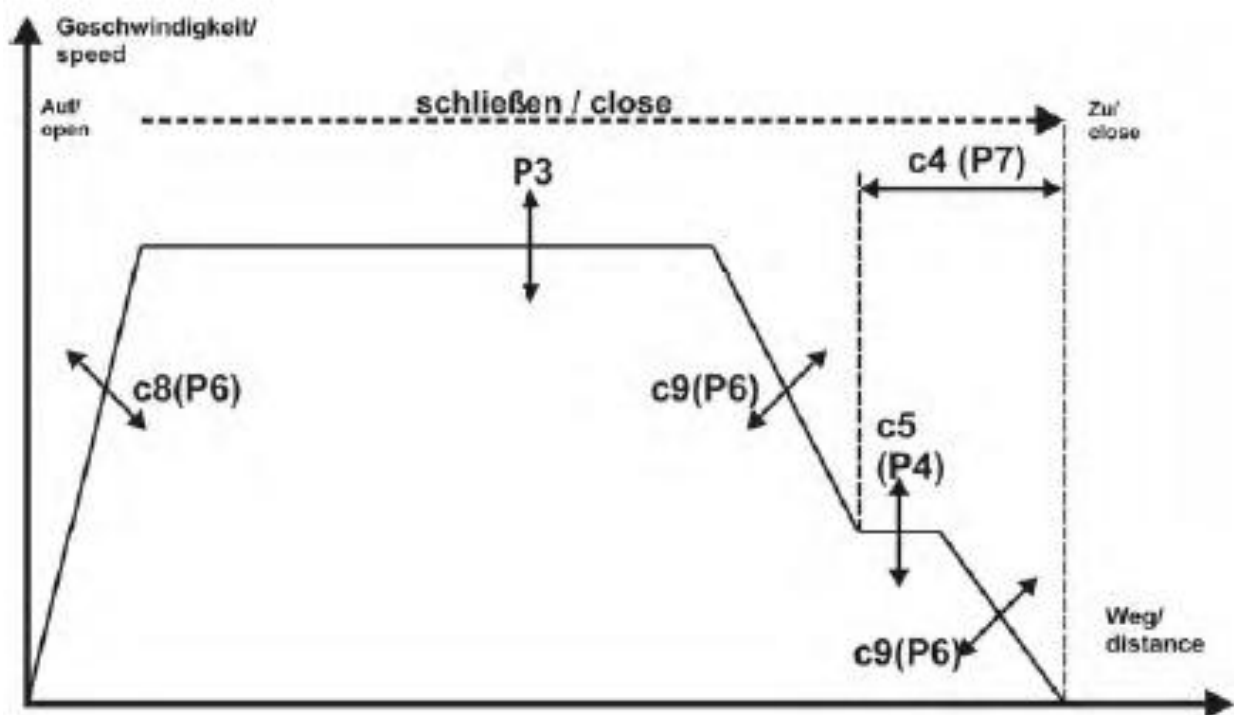 Geschwindigkeit/
speed
Auf/
open
schließen / close
Zu/
close
c4 (P7)
P3
c8(P6)
c9(P6)
c5
(P4)
c9(P6)
Weg/
distance